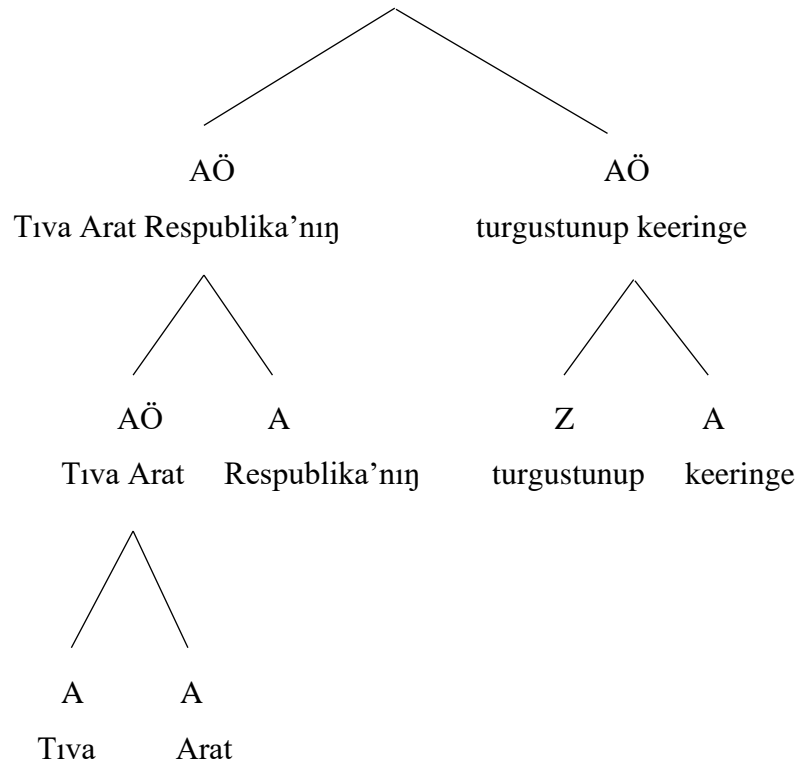 AÖ AÖ
Tıva Arat Respublika’nıŋ turgustunup keeringe
AÖ A Z A
Tıva Arat Respublika’nıŋ turgustunup keeringe
A A
Tıva Arat